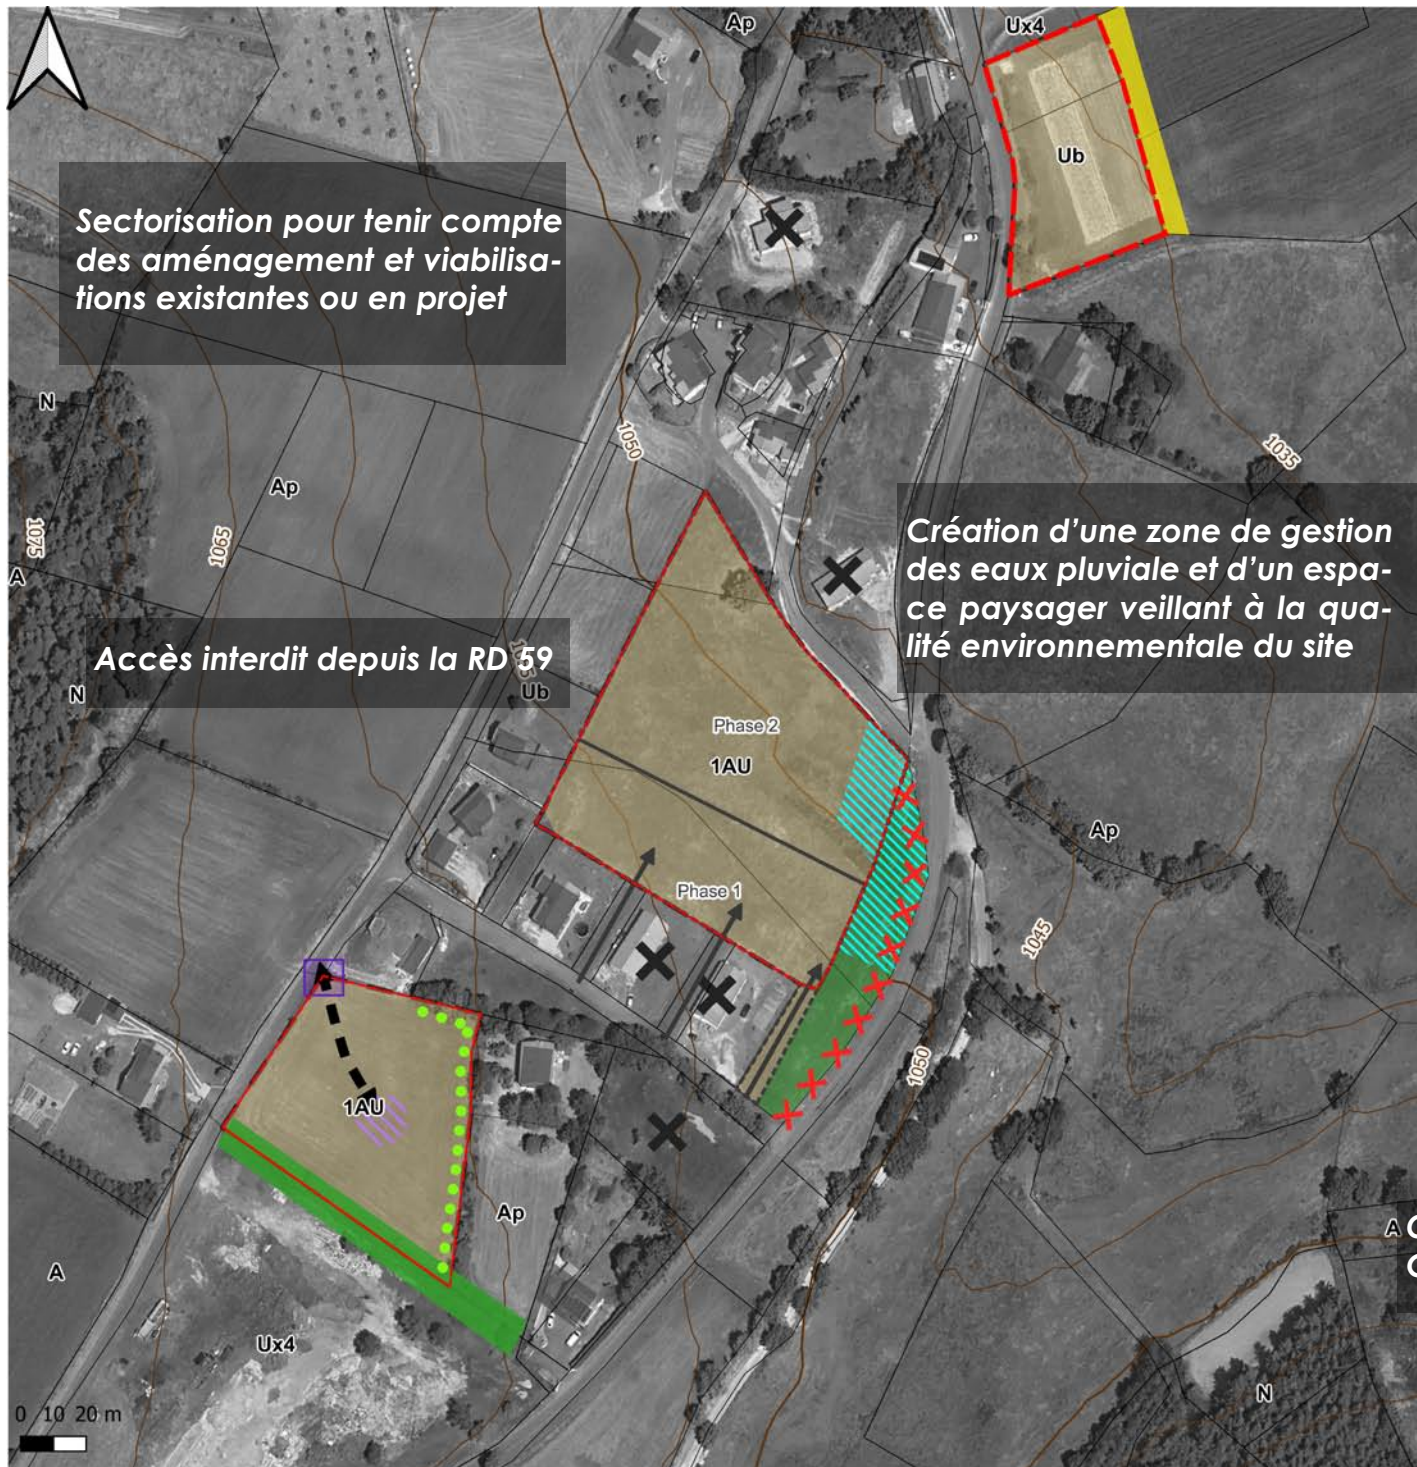 Ap
Ux4
Ub
Sectorisation pour tenir compte
des aménagement et viabilisa-
tions existantes ou en projet
N
1050
Ap
1035
1075
1065
A
Création d'une zone de gestion
des eaux pluviale et d'un espa-
ce paysager veillant à la qua-
lité environnementale du site
Accès interdit depuis la RD 59
N
Ub
Phase 2
1AU
Ap
Phase 1
1045
1050
1AU
Ap
A
A
Ux4
N
0 10 20 m